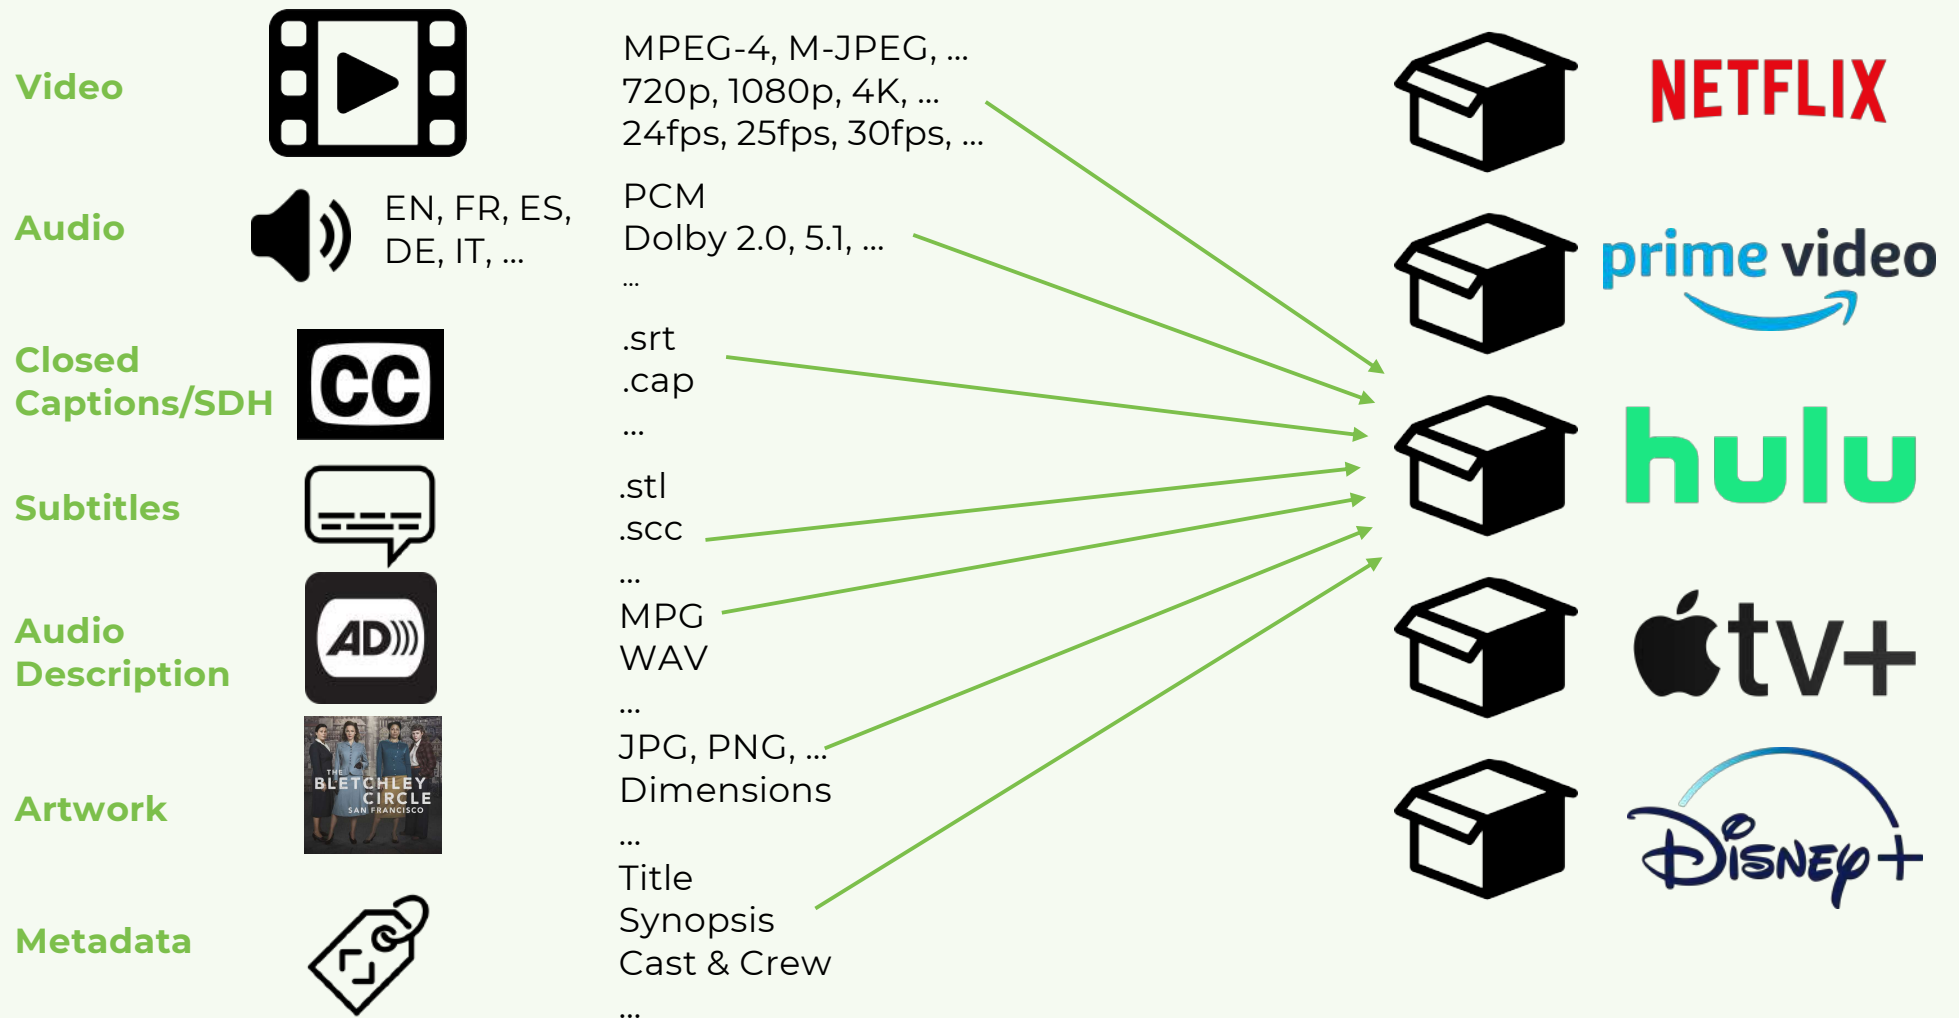 Video
MPEG-4, M-JPEG, ...
720p, 1080p, 4K, ...
24fps, 25fps, 30fps, ...
NETFLIX
Audio
EN, FR, ES,
DE, IT, ...
PCM
Dolby 2.0, 5.1, ...
...
prime video
Closed
Captions/SDH
CC
.srt
.cap
...
hulu
Subtitles
.stl
.scc
...
Audio
Description
AD
MPG
WAV
...
tv+
Artwork
THE
BLETCHLEY
CIRCLE
SAN FRANCISCO
JPG, PNG, ...
Dimensions
...
Disney+
Metadata
Title
Synopsis
Cast & Crew
...